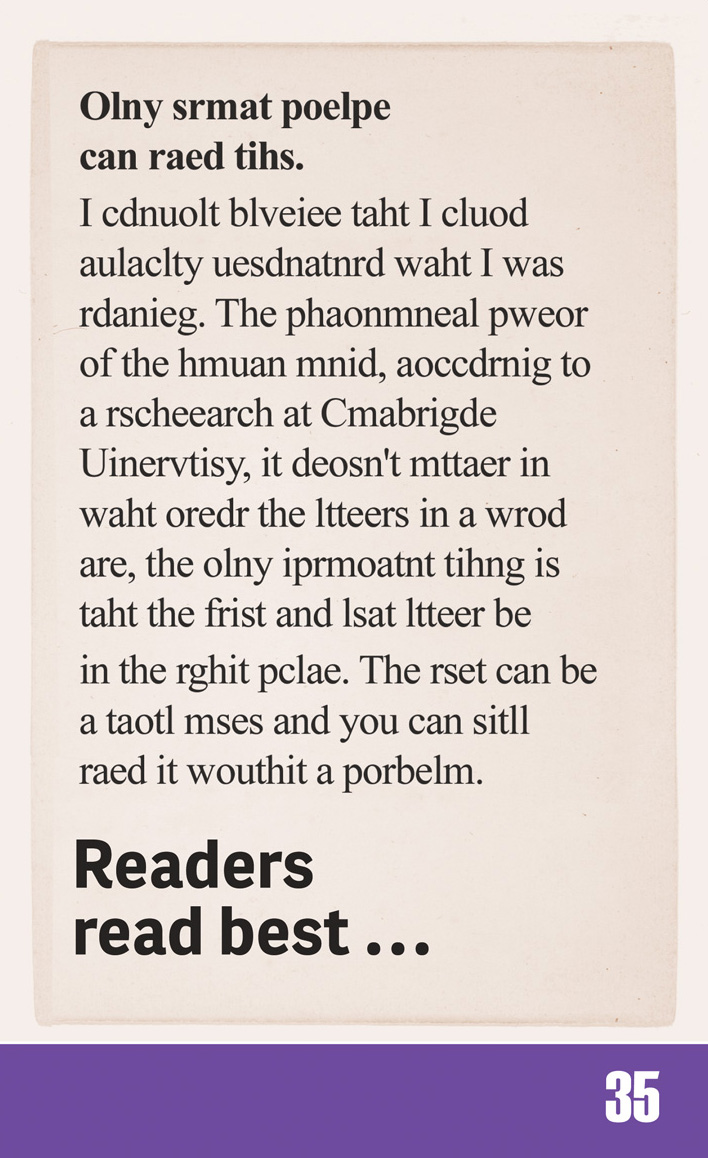 Olny srmat poelpe
can raed tihs.
I cdnuolt blveiee taht I cluod
aulaclty uesdnatnrd waht I was
rdanieg. The phaonmneal pweor
of the hmuan mnid, aoccdrnig to
a rscheearch at Cmabrigde
Uinervtisy, it deosn't mttaer in
waht oredr the ltteers in a wrod
are, the olny iprmoatnt tihng is
taht the frist and lsat ltteer be
in the rghit pclae. The rset can be
a taotl mses and you can sitll
raed it wouthit a porbelm.
Readers
read best ...
35